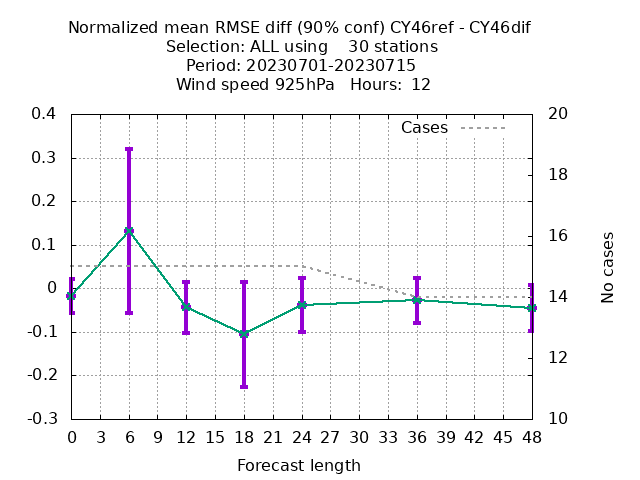 Normalized mean RMSE diff (90% conf) CY46ref - CY46dif
Selection: ALL using    30 stations
Period: 20230701-20230715
Wind speed 925hPa   Hours:  12
Cases
0.4
0.3
0.2
0.1
0
-0.1
-0.2
-0.3
20
18
16
14
12
10
No cases
0 3 6 9 12 15 18 21 24 27 30 33 36 39 42 45 48
Forecast length